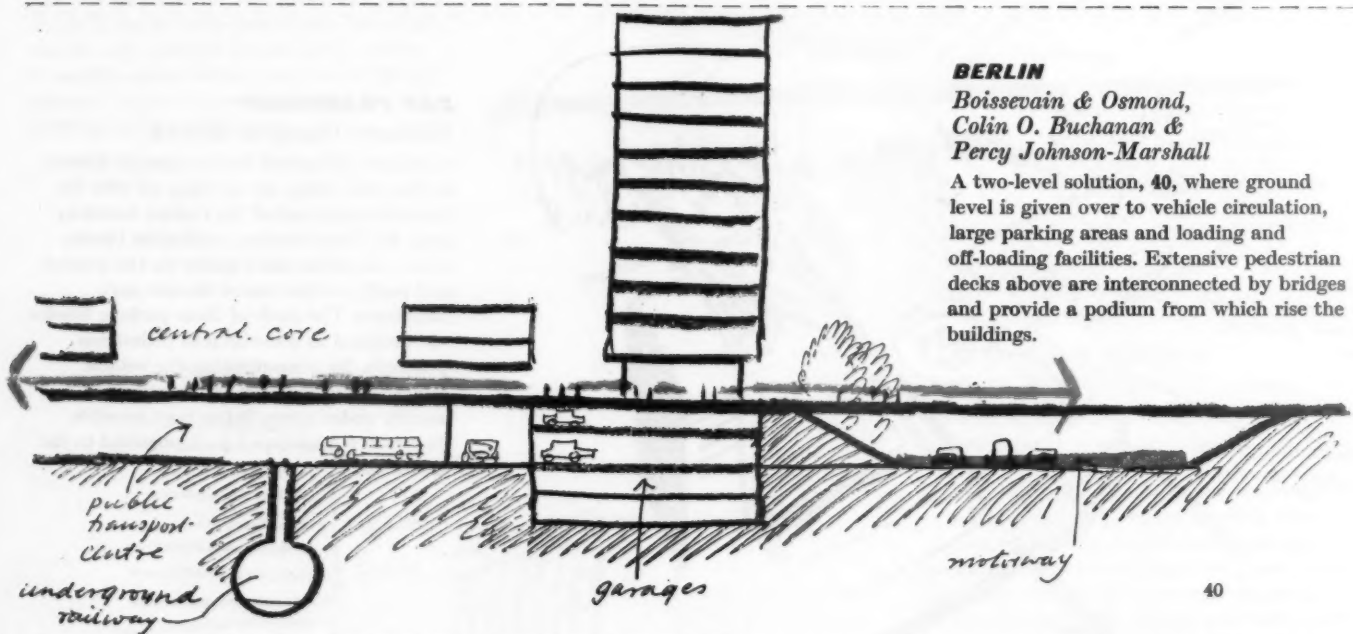 BERLIN
Boissevain & Osmond,
Colin O. Buchanan &
Percy Johnson-Marshall
A two-level solution, 40, where ground
level is given over to vehicle circulation,
large parking areas and loading and
off-loading facilities. Extensive pedestrian
decks above are interconnected by bridges
and provide a podium from which rise the
buildings.
central core
public
transport
centre
underground
railway
garages
motorway
40